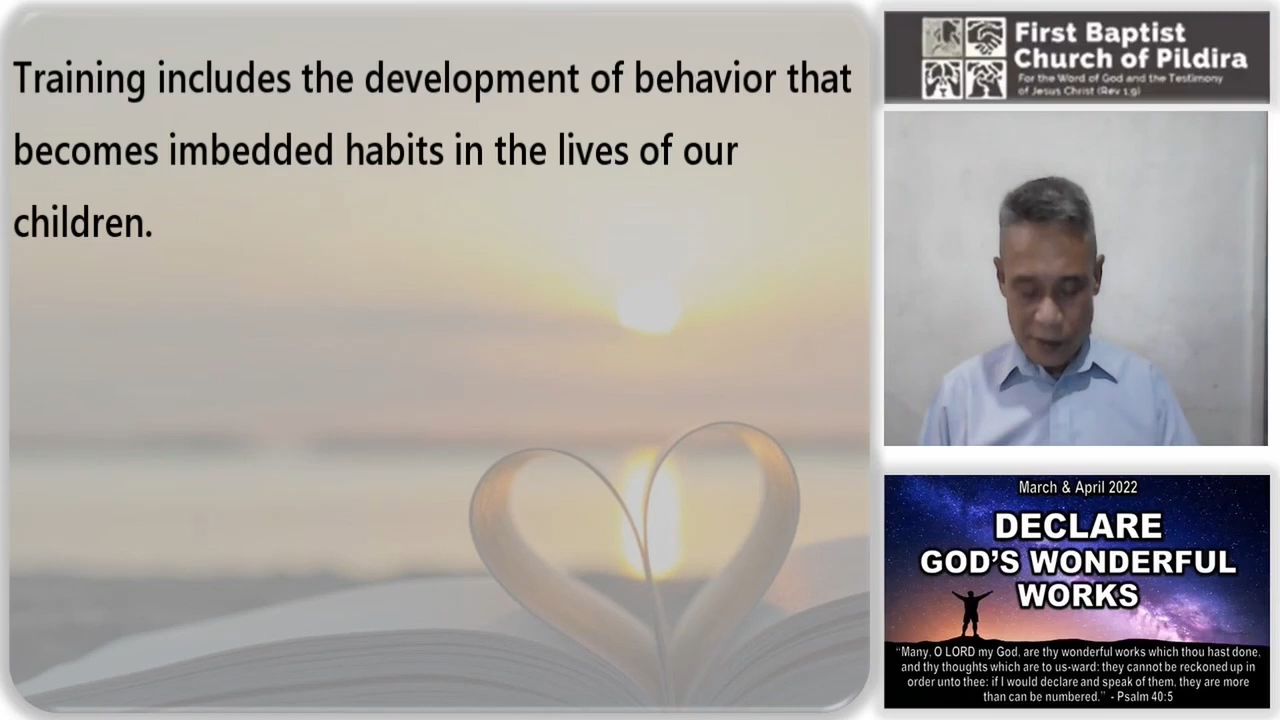 Training includes the development of behavior that
becomes imbedded habits in the lives of our
children.
First Baptist
Church of Pildira
For the Word of God and the Testimony
of Jesus Christ (Rev 1:9)
March & April 2022
DECLARE
GOD'S WONDERFUL
WORKS
“Many, O LORD my God, are thy wonderful works which thou hast done,
and thy thoughts which are to us-ward: they cannot be reckoned up in
order unto thee: if I would declare and speak of them, they are more
than can be numbered.” - Psalm 40:5